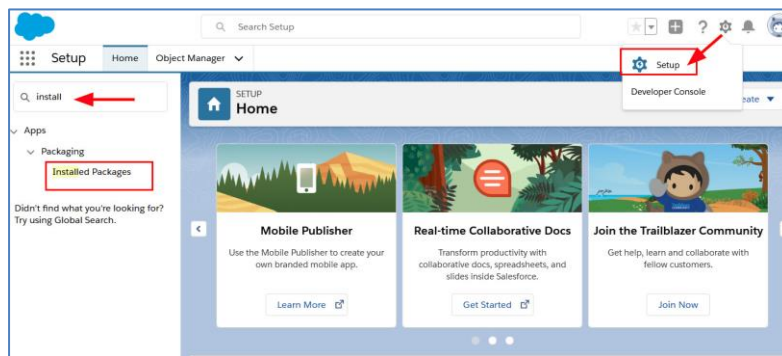 Search Setup
Setup
Home
Object Manager
Setup
Developer Console
install
Apps
Packaging
Installed Packages
Didn't find what you're looking for?
Try using Global Search.
SETUP
Home
eate
Mobile Publisher
Use the Mobile Publisher to create your
own branded mobile app.
Learn More
Real-time Collaborative Docs
Transform productivity with
collaborative docs, spreadsheets, and
slides inside Salesforce.
Get Started
Join the Trailblazer Community
Get help, learn and collaborate with
fellow customers.
Join Now